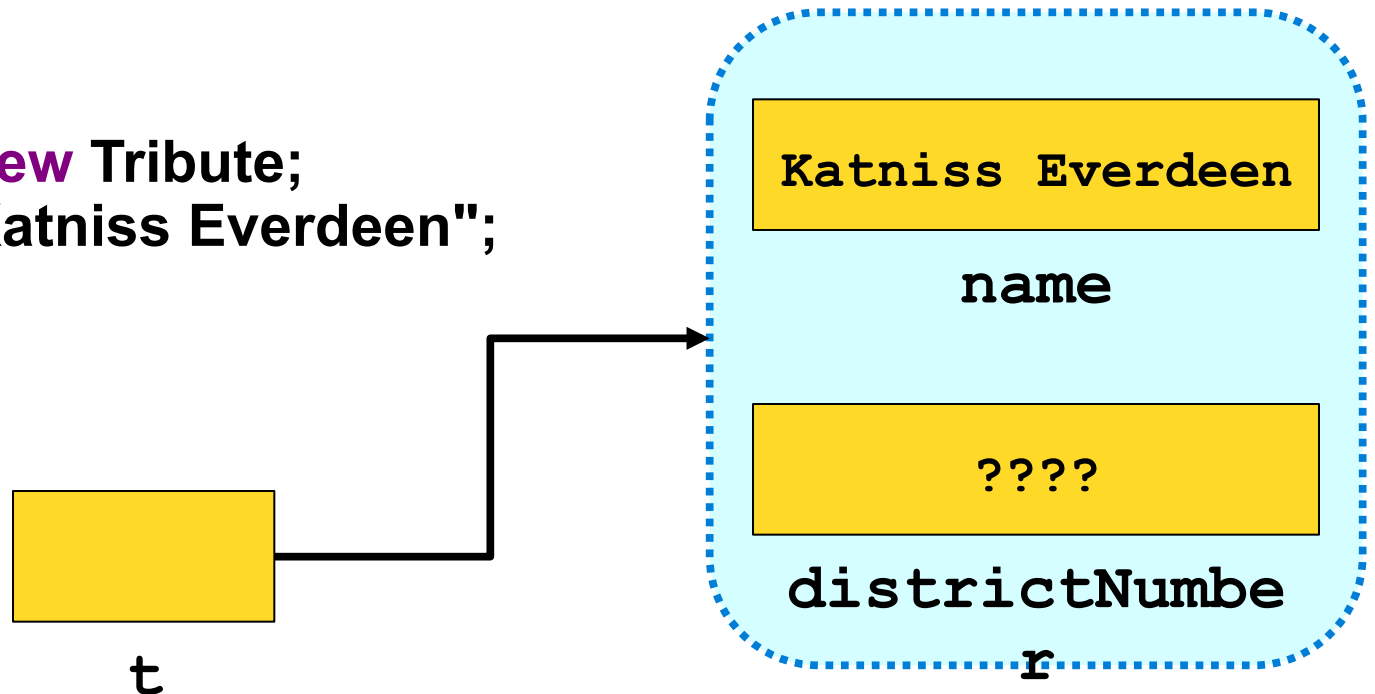 ew Tribute;
atniss Everdeen";
Katniss Everdeen
name
????
districtNumbe
r
t